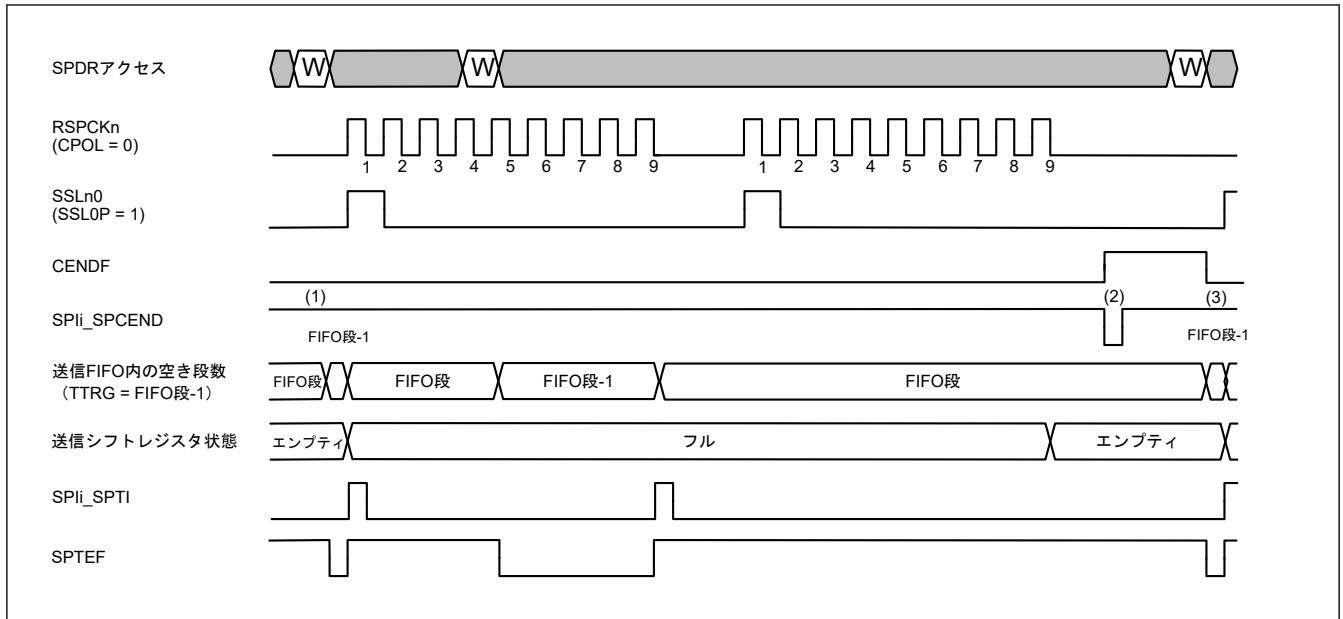 SPDRアクセス
W W W
RSPCKn
(CPOL = 0)
1 2 3 4 5 6 7 8 9 1 2 3 4 5 6 7 8 9
SSLn0
(SSL0P = 1)
CENDF
(1) (2) (3)
SPIi_SPCEND
FIFO段-1 FIFO段-1
送信FIFO内の空き段数
（TTRG = FIFO段-1）
FIFO段 FIFO段 FIFO段-1 FIFO段
送信シフトレジスタ状態
エンプティ フル エンプティ
SPIi_SPTI
SPTEF